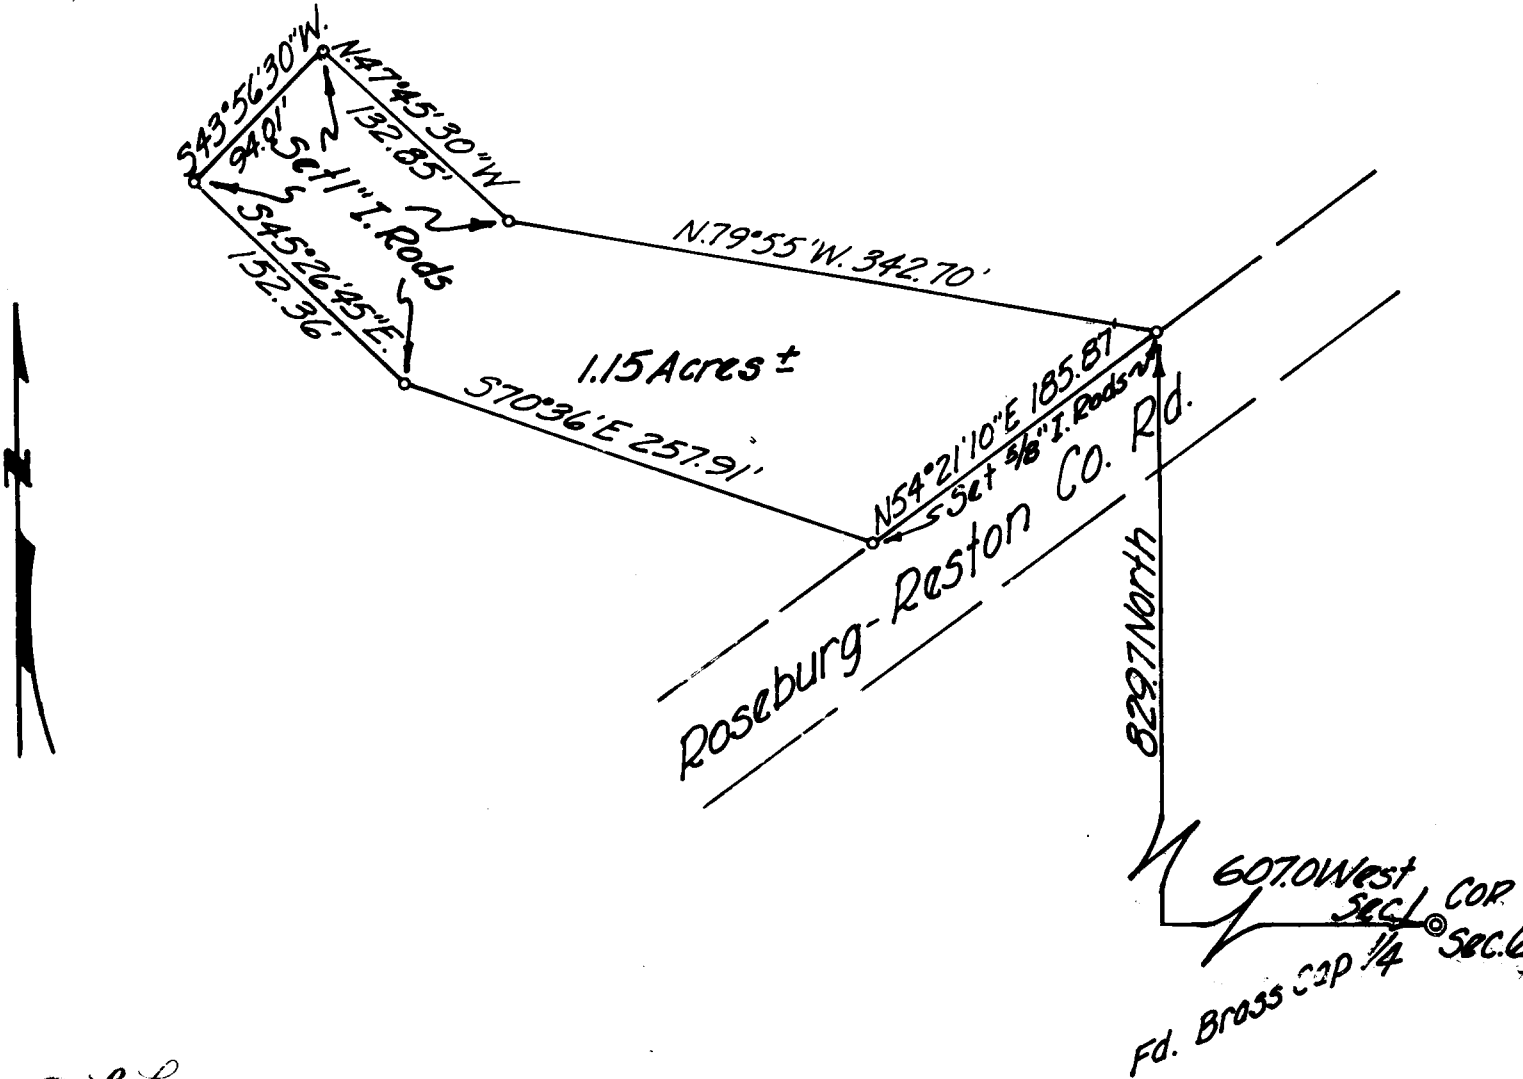 S43°56'30"W.
94.01'
N.47°45'30"W
132.85'
Set 1" I. Rods
S45°26'45"E.
152.36'
N.79°55'W. 342.70'
1.15 Acres ±
S70°36'E 257.91'
N54°21'10"E 185.87'
Set 5/8" I. Rods
Roseburg-Reston Co. Rd.
N
829.7 North
607.0 West
Sec. 1
Cor.
1/4
Sec. 6
Fd. Brass Cap